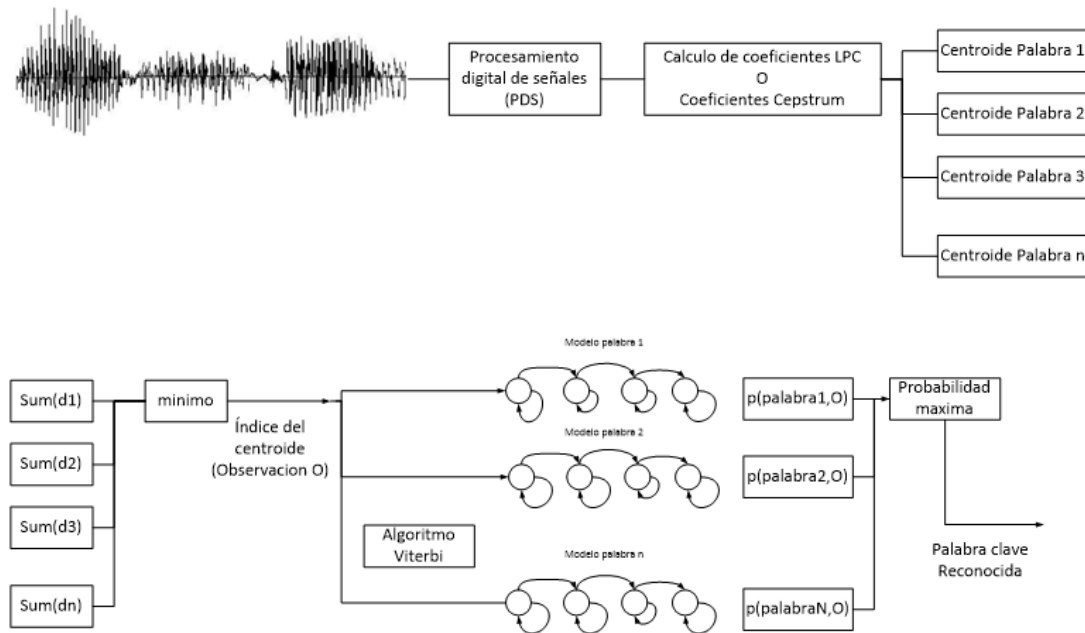 Procesamiento
digital de señales
(PDS)
Calculo de coeficientes LPC
O
Coeficientes Cepstrum
Centroide Palabra 1
Centroide Palabra 2
Centroide Palabra 3
Centroide Palabra n
Sum(d1)
Sum(d2)
Sum(d3)
Sum(dn)
minimo
Índice del
centroide
(Observacion O)
Algoritmo
Viterbi
Modelo palabra 1
Modelo palabra 2
Modelo palabra n
p(palabra1,O)
p(palabra2,O)
p(palabraN,O)
Probabilidad
maxima
Palabra clave
Reconocida